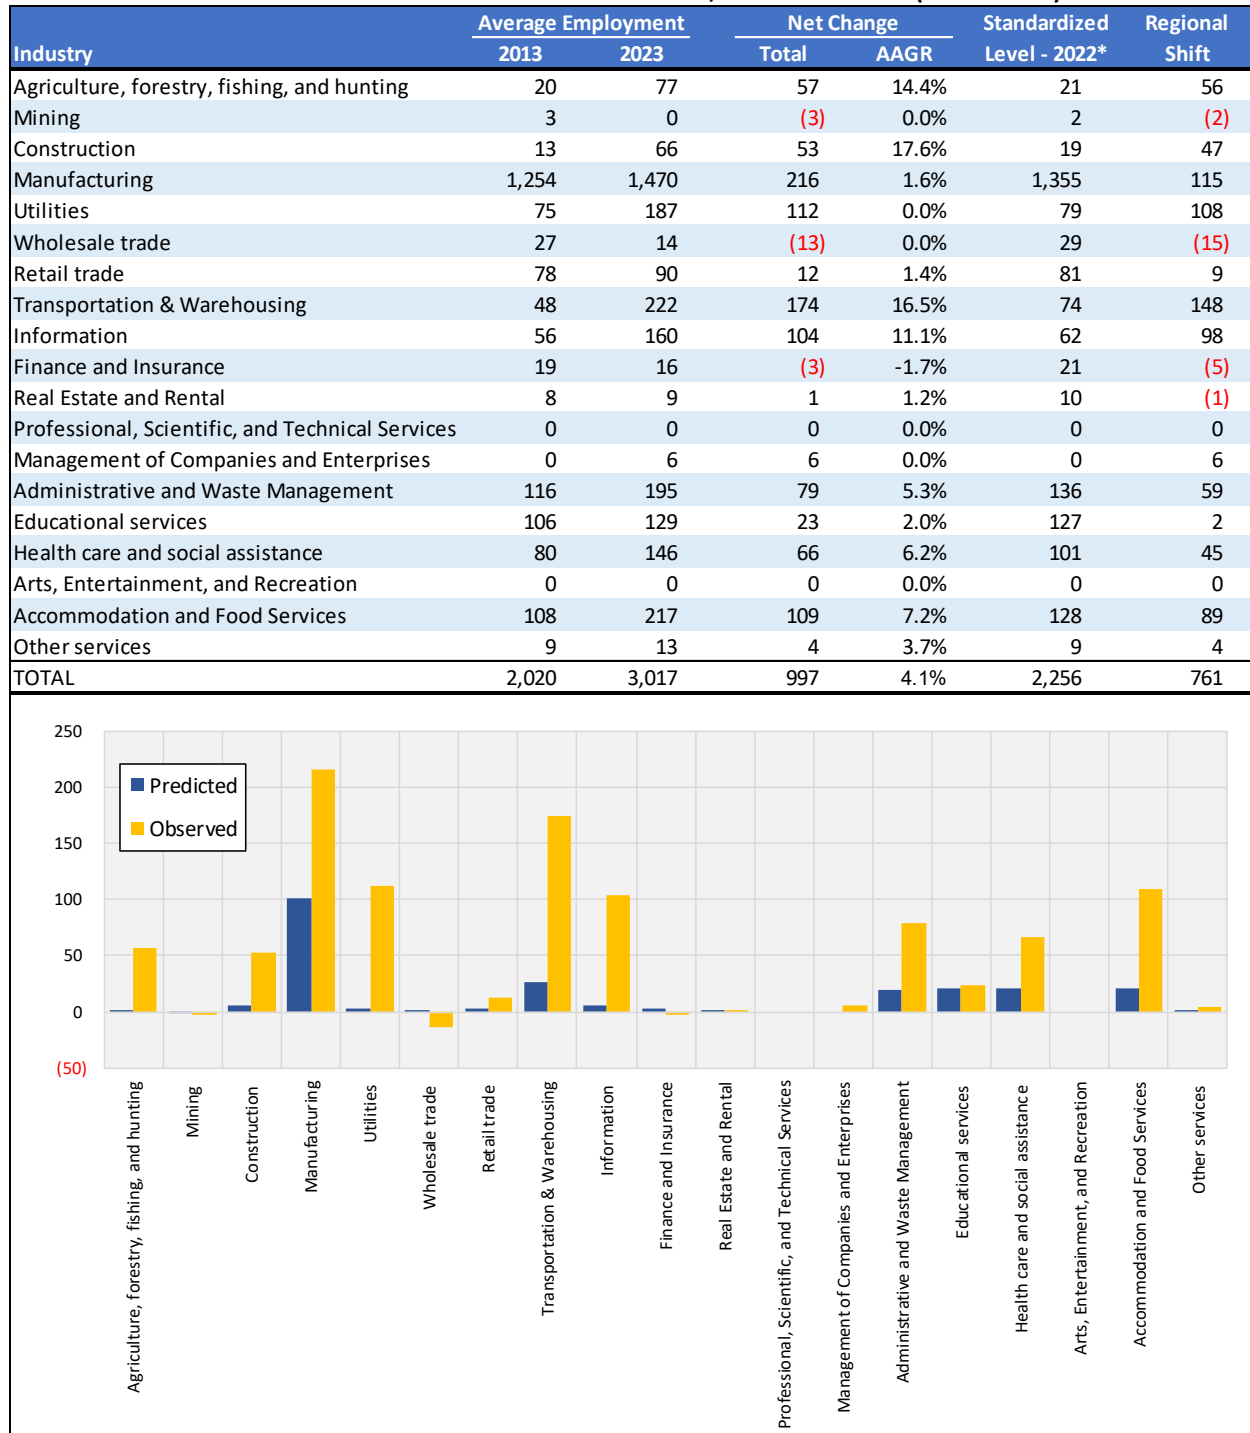 Average Employment Net Change Standardized Regional
Industry 2013 2023 Total AAGR Level - 2022* Shift
Agriculture, forestry, fishing, and hunting 20 77 57 14.4% 21 56
Mining 3 0 (3) 0.0% 2 (2)
Construction 13 66 53 17.6% 19 47
Manufacturing 1,254 1,470 216 1.6% 1,355 115
Utilities 75 187 112 0.0% 79 108
Wholesale trade 27 14 (13) 0.0% 29 (15)
Retail trade 78 90 12 1.4% 81 9
Transportation & Warehousing 48 222 174 16.5% 74 148
Information 56 160 104 11.1% 62 98
Finance and Insurance 19 16 (3) -1.7% 21 (5)
Real Estate and Rental 8 9 1 1.2% 10 (1)
Professional, Scientific, and Technical Services 0 0 0 0.0% 0 0
Management of Companies and Enterprises 0 6 6 0.0% 0 6
Administrative and Waste Management 116 195 79 5.3% 136 59
Educational services 106 129 23 2.0% 127 2
Health care and social assistance 80 146 66 6.2% 101 45
Arts, Entertainment, and Recreation 0 0 0 0.0% 0 0
Accommodation and Food Services 108 217 109 7.2% 128 89
Other services 9 13 4 3.7% 9 4
TOTAL 2,020 3,017 997 4.1% 2,256 761
250
200
150
100
50
0
(50)
Predicted
Observed
Agriculture, forestry, fishing, and hunting
Mining
Construction
Manufacturing
Utilities
Wholesale trade
Retail trade
Transportation & Warehousing
Information
Finance and Insurance
Real Estate and Rental
Professional, Scientific, and Technical Services
Management of Companies and Enterprises
Administrative and Waste Management
Educational services
Health care and social assistance
Arts, Entertainment, and Recreation
Accommodation and Food Services
Other services